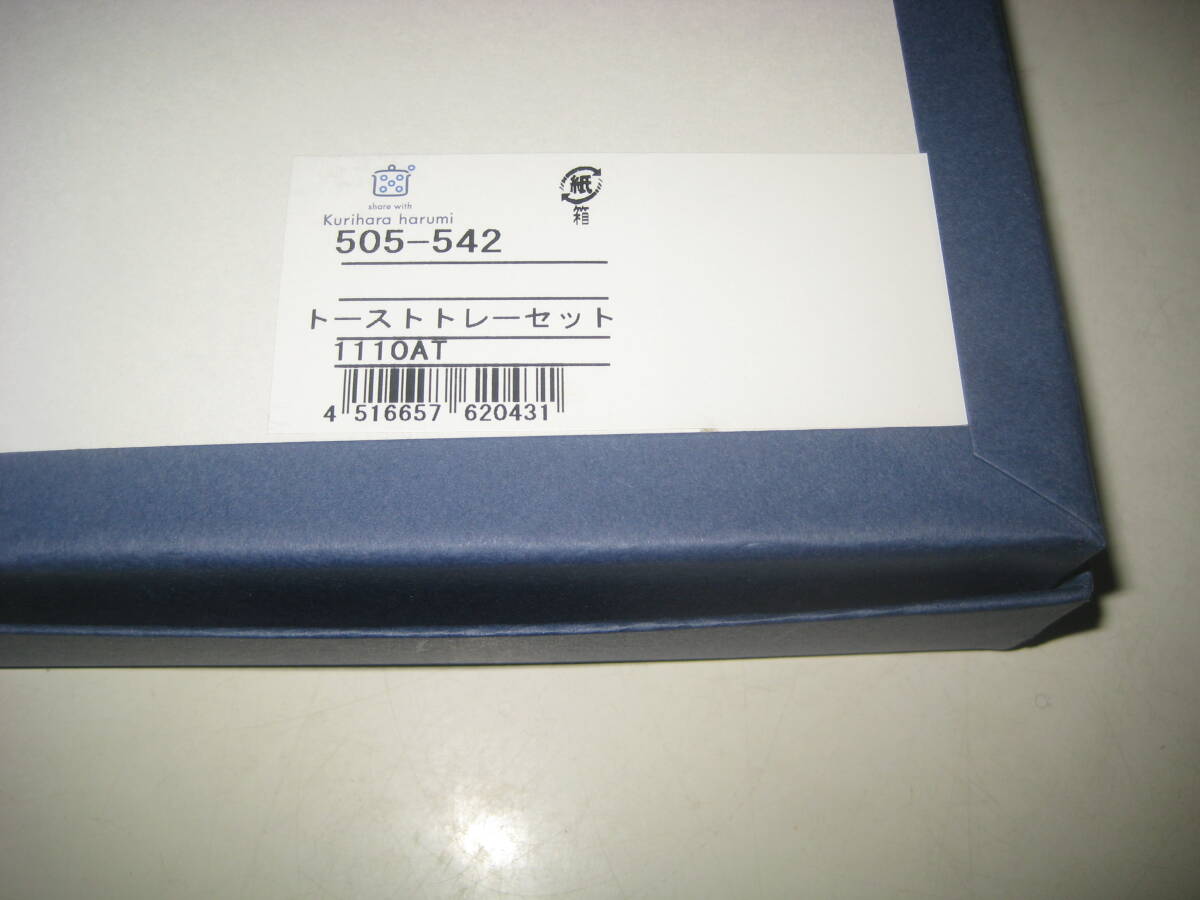 share with
Kurihara harumi
紙
箱
505-542
トーストトレーセット
1110AT
4 516657 620431